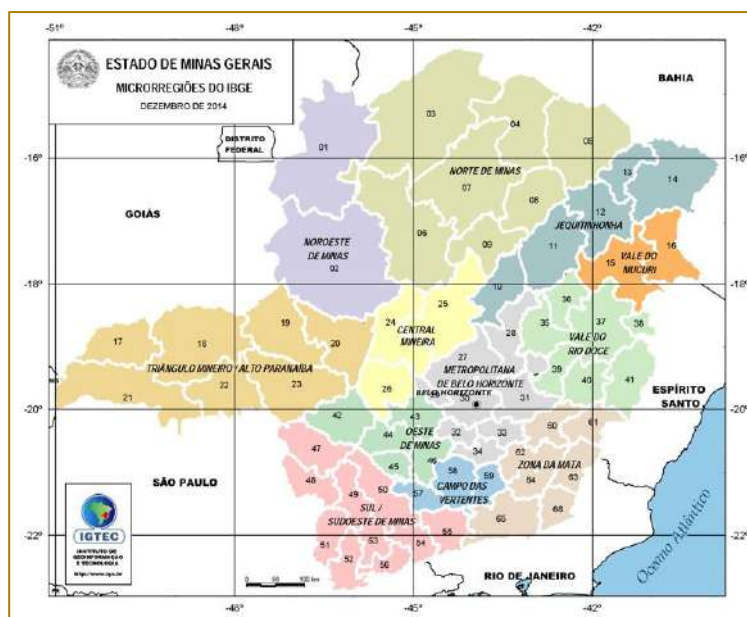 -51°
-48°
-45°
-42°
ESTADO DE MINAS GERAIS
MICRORREGIÕES DO IBGE
DEZEMBRO DE 2014
BAHIA
DISTRITO
FEDERAL
-16°
-16°
01
03
04
05
13
14
NORTE DE MINAS
07
08
12
JEQUITINHONHA
GOIÁS
NOROESTE
DE MINAS
02
06
09
11
15
16
VALE DO
MUCURI
-18°
-18°
10
17
18
19
20
24
25
CENTRAL
MINEIRA
28
35
36
37
38
VALE DO
RIO DOCE
27
TRIÂNGULO MINEIRO / ALTO PARANAÍBA
METROPOLITANA
DE BELO HORIZONTE
21
22
23
26
BELO HORIZONTE
30
31
39
40
41
ESPÍRITO
SANTO
-20°
-20°
42
43
44
OESTE
DE MINAS
32
33
34
60
61
62
ZONA DA MATA
47
45
46
58
59
64
63
SÃO PAULO
48
49
50
57
CAMPO DAS
VERTENTES
SUL /
SUDOESTE DE MINAS
65
66
IGTEC
INSTITUTO DE
GEOINFORMAÇÃO
E TECNOLOGIA
-22°
-22°
51
52
53
54
55
56
Oceano Atlântico
RIO DE JANEIRO
0
50
100 km
-48°
-45°
-42°